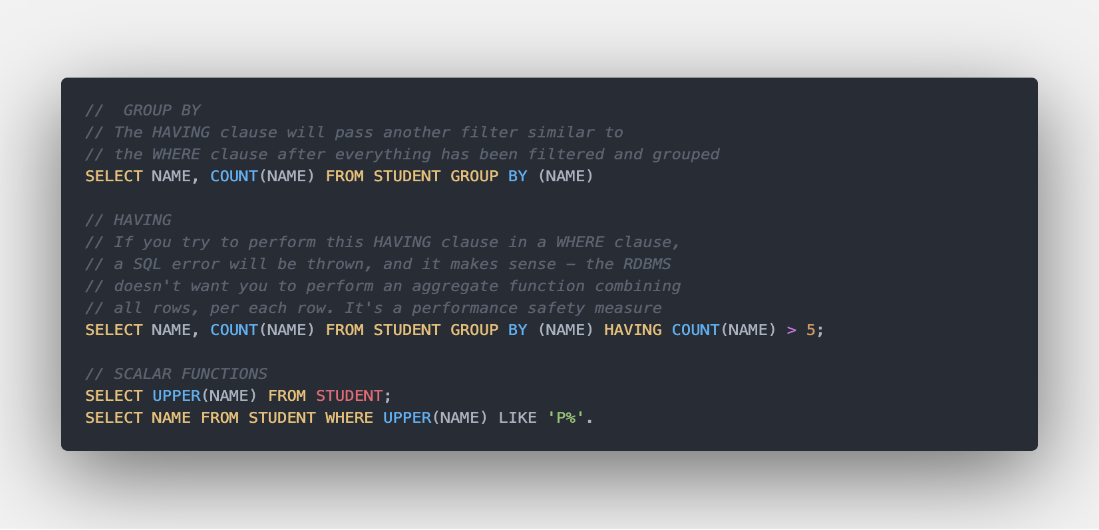 //  GROUP BY
// The HAVING clause will pass another filter similar to
// the WHERE clause after everything has been filtered and grouped
SELECT NAME, COUNT(NAME) FROM STUDENT GROUP BY (NAME)

// HAVING
// If you try to perform this HAVING clause in a WHERE clause,
// a SQL error will be thrown, and it makes sense – the RDBMS
// doesn't want you to perform an aggregate function combining
// all rows, per each row. It's a performance safety measure
SELECT NAME, COUNT(NAME) FROM STUDENT GROUP BY (NAME) HAVING COUNT(NAME) > 5;

// SCALAR FUNCTIONS
SELECT UPPER(NAME) FROM STUDENT;
SELECT NAME FROM STUDENT WHERE UPPER(NAME) LIKE 'P%'.